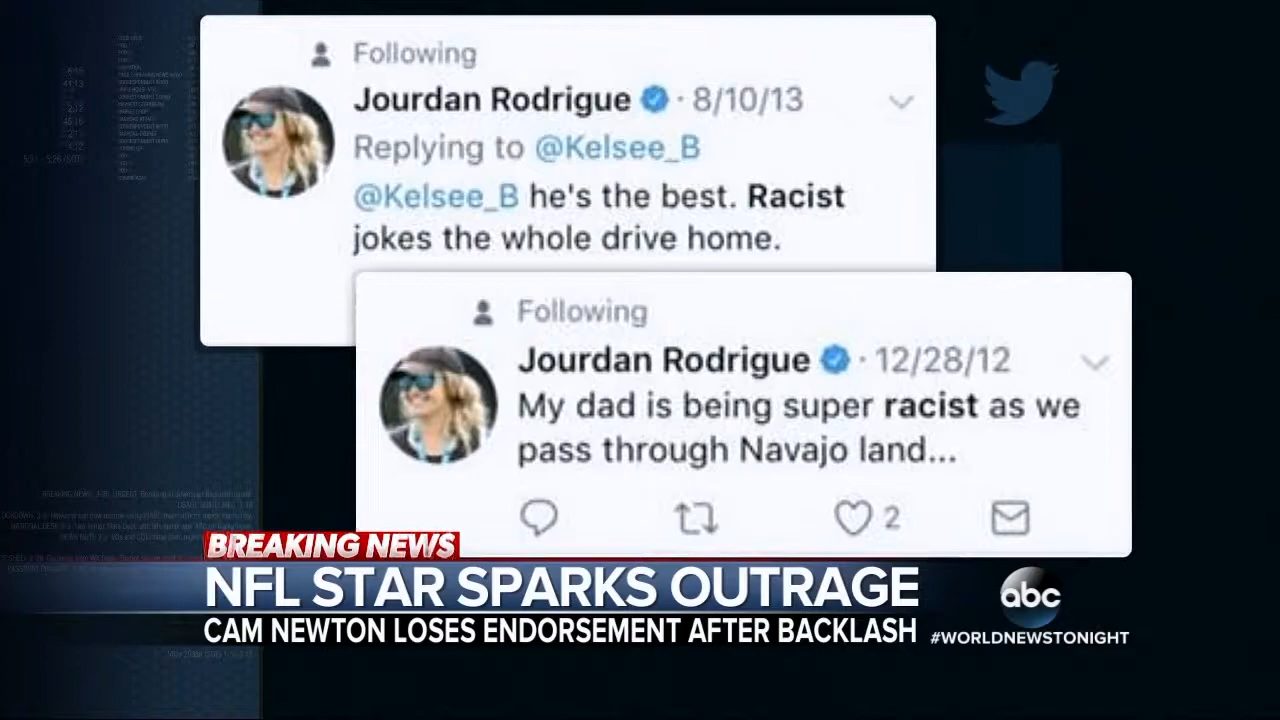 Following
Jourdan Rodrigue · 8/10/13
Replying to @Kelsee_B
@Kelsee_B he's the best. Racist
jokes the whole drive home.
Following
Jourdan Rodrigue · 12/28/12
My dad is being super racist as we
pass through Navajo land...
2
BREAKING NEWS
NFL STAR SPARKS OUTRAGE
CAM NEWTON LOSES ENDORSEMENT AFTER BACKLASH
abc
#WORLDNEWSTONIGHT